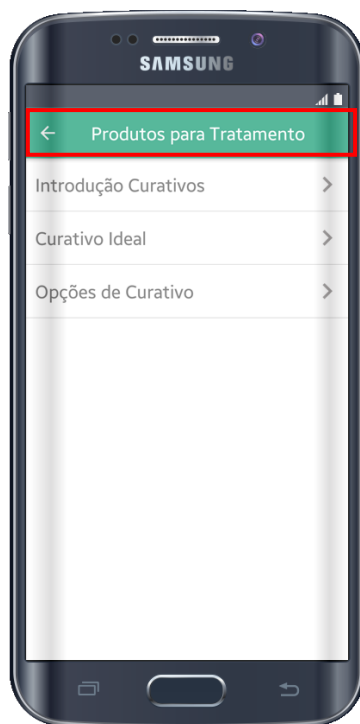 SAMSUNG
Produtos para Tratamento
Introdução Curativos
Curativo Ideal
Opções de Curativo